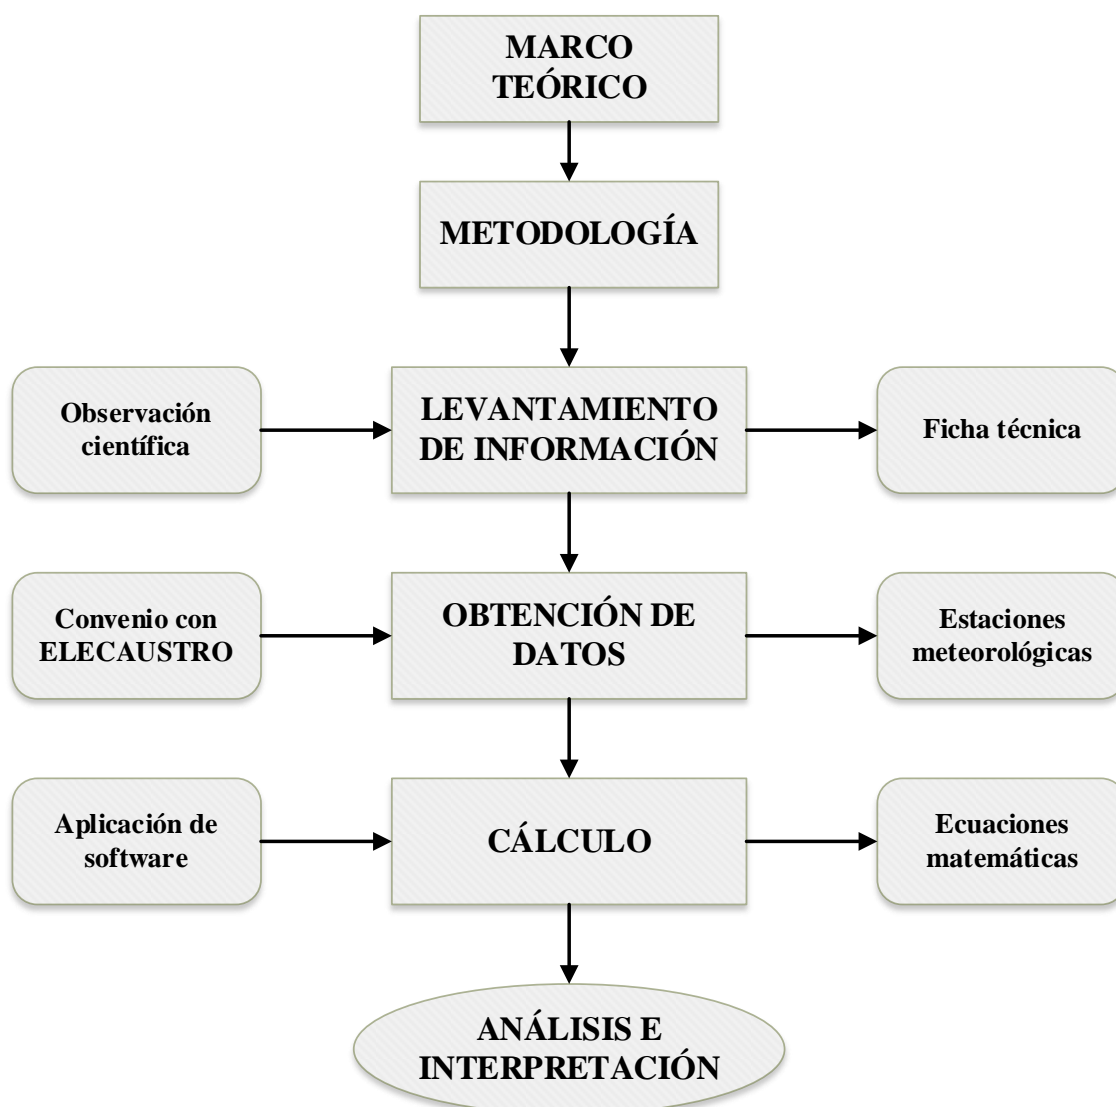 MARCO
TEÓRICO
METODOLOGÍA
Observación
científica
LEVANTAMIENTO
DE INFORMACIÓN
Ficha técnica
Convenio con
ELECAUSTRO
OBTENCIÓN DE
DATOS
Estaciones
meteorológicas
Aplicación de
software
CÁLCULO
Ecuaciones
matemáticas
ANÁLISIS E
INTERPRETACIÓN